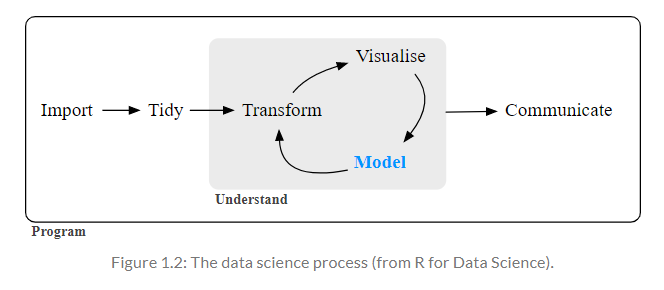 Visualise
Import Tidy Transform Communicate
Model
Understand
Program
Figure 1.2: The data science process (from R for Data Science).